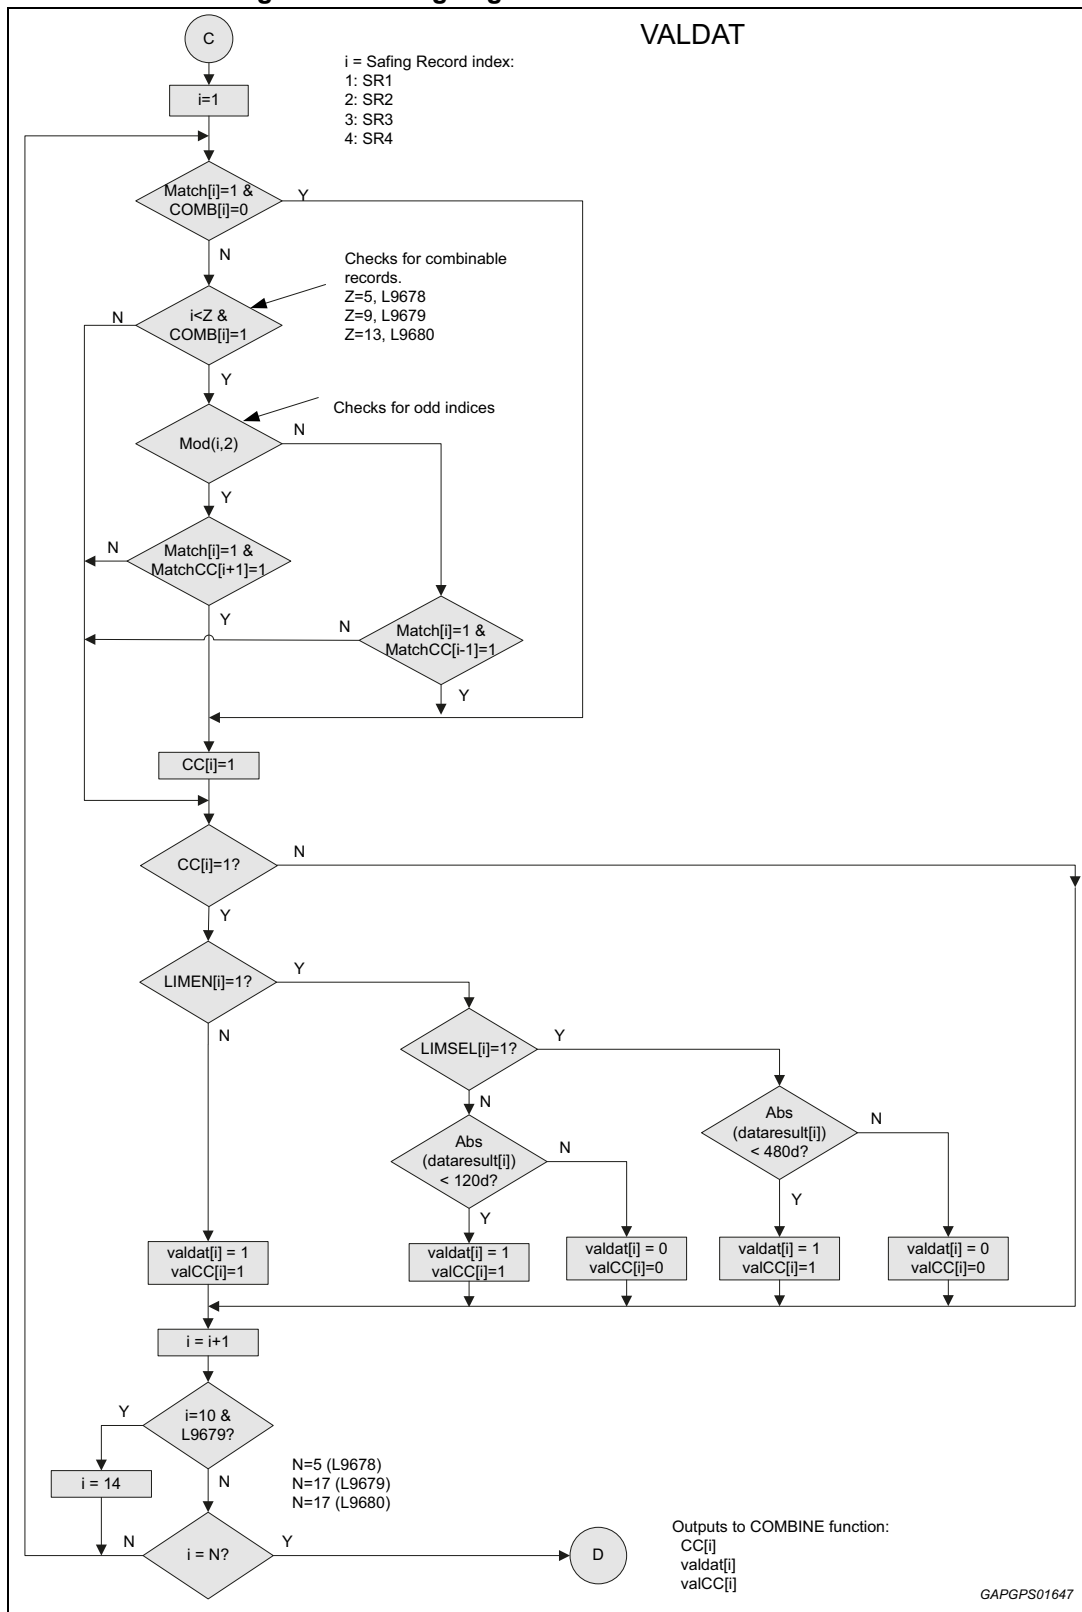 VALDAT
C
i = Safing Record index:
1: SR1
2: SR2
3: SR3
4: SR4
i=1
Match[i]=1 &
COMB[i]=0
Y
N
Checks for combinable
records.
Z=5, L9678
Z=9, L9679
Z=13, L9680
i<Z &
COMB[i]=1
N
Y
Checks for odd indices
Mod(i,2)
N
Y
Match[i]=1 &
MatchCC[i+1]=1
N
Y
Match[i]=1 &
MatchCC[i-1]=1
N
Y
CC[i]=1
CC[i]=1?
N
Y
LIMEN[i]=1?
Y
N
LIMSEL[i]=1?
Y
N
Abs
(dataresult[i])
< 120d?
N
Y
Abs
(dataresult[i])
< 480d?
N
Y
valdat[i] = 1
valCC[i]=1
valdat[i] = 1
valCC[i]=1
valdat[i] = 0
valCC[i]=0
valdat[i] = 1
valCC[i]=1
valdat[i] = 0
valCC[i]=0
i = i+1
i=10 &
L9679?
Y
N
i = 14
N=5 (L9678)
N=17 (L9679)
N=17 (L9680)
i = N?
N
Y
D
Outputs to COMBINE function:
CC[i]
valdat[i]
valCC[i]
GAPGPS01647